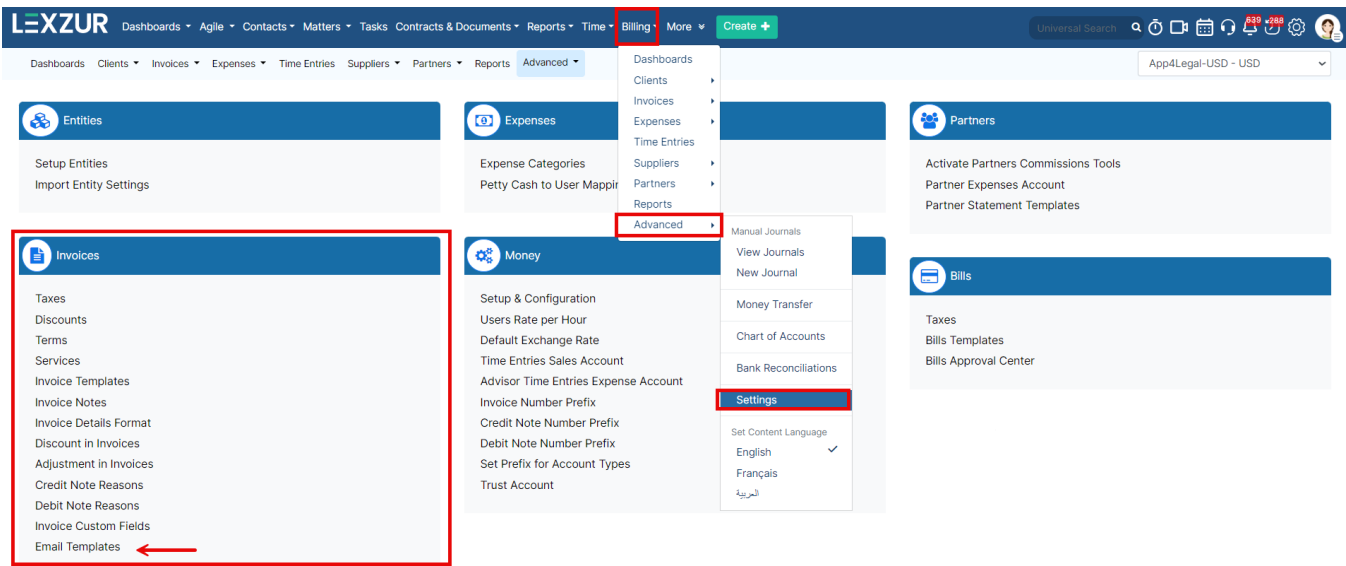 LEXZUR Dashboards Agile Contacts Matters Tasks Contracts & Documents Reports Time Billing More Create + Universal Search 639 +288
Dashboards Clients Invoices Expenses Time Entries Suppliers Partners Reports Advanced App4Legal-USD - USD
Dashboards
Clients
Invoices
Expenses
Time Entries
Suppliers
Partners
Reports
Advanced
Manual Journals
View Journals
New Journal
Money Transfer
Chart of Accounts
Bank Reconciliations
Settings
Set Content Language
English
Français
العربية
Entities
Setup Entities
Import Entity Settings
Expenses
Expense Categories
Petty Cash to User Mappin
Partners
Activate Partners Commissions Tools
Partner Expenses Account
Partner Statement Templates
Invoices
Taxes
Discounts
Terms
Services
Invoice Templates
Invoice Notes
Invoice Details Format
Discount in Invoices
Adjustment in Invoices
Credit Note Reasons
Debit Note Reasons
Invoice Custom Fields
Email Templates
Money
Setup & Configuration
Users Rate per Hour
Default Exchange Rate
Time Entries Sales Account
Advisor Time Entries Expense Account
Invoice Number Prefix
Credit Note Number Prefix
Debit Note Number Prefix
Set Prefix for Account Types
Trust Account
Bills
Taxes
Bills Templates
Bills Approval Center